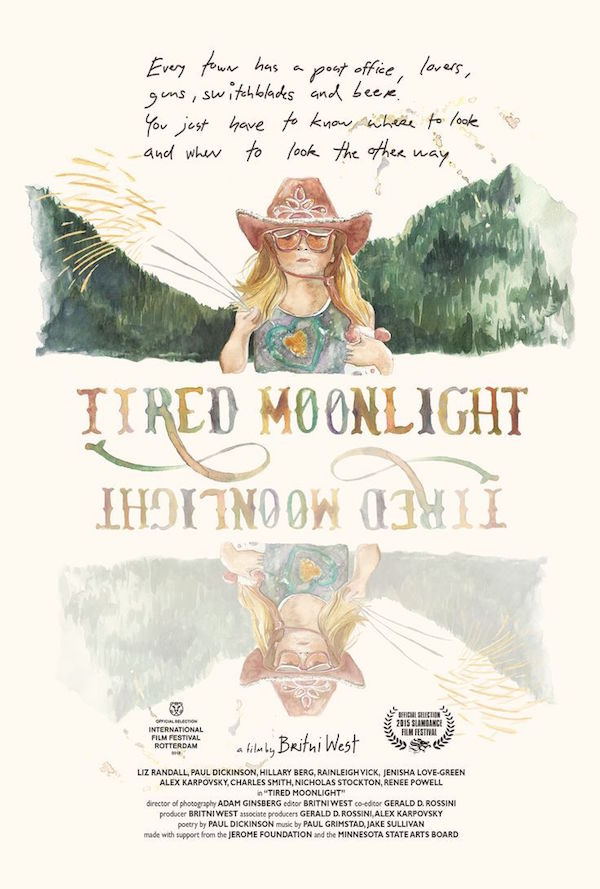 Every town has a post office, lovers,
guns, switchblades and beer.
You just have to know where to look
and when to look the other way
TIRED MOONLIGHT
TIRED MOONLIGHT
OFFICIAL SELECTION
INTERNATIONAL
FILM FESTIVAL
ROTTERDAM
OFFICIAL SELECTION
2015 SLAMDANCE
FILM FESTIVAL
a film by Britni West
LIZ RANDALL, PAUL DICKINSON, HILLARY BERG, RAINLEIGH VICK, JENISHA LOVE-GREEN
ALEX KARPOVSKY, CHARLES SMITH, NICHOLAS STOCKTON, RENEE POWELL
in "TIRED MOONLIGHT"
director of photography ADAM GINSBERG editor BRITNI WEST co-editor GERALD D. ROSSINI
producer BRITNI WEST associate producers GERALD D. ROSSINI, ALEX KARPOVSKY
poetry by PAUL DICKINSON music by PAUL GRIMSTAD, JAKE SULLIVAN
made with support from the JEROME FOUNDATION and the MINNESOTA STATE ARTS BOARD